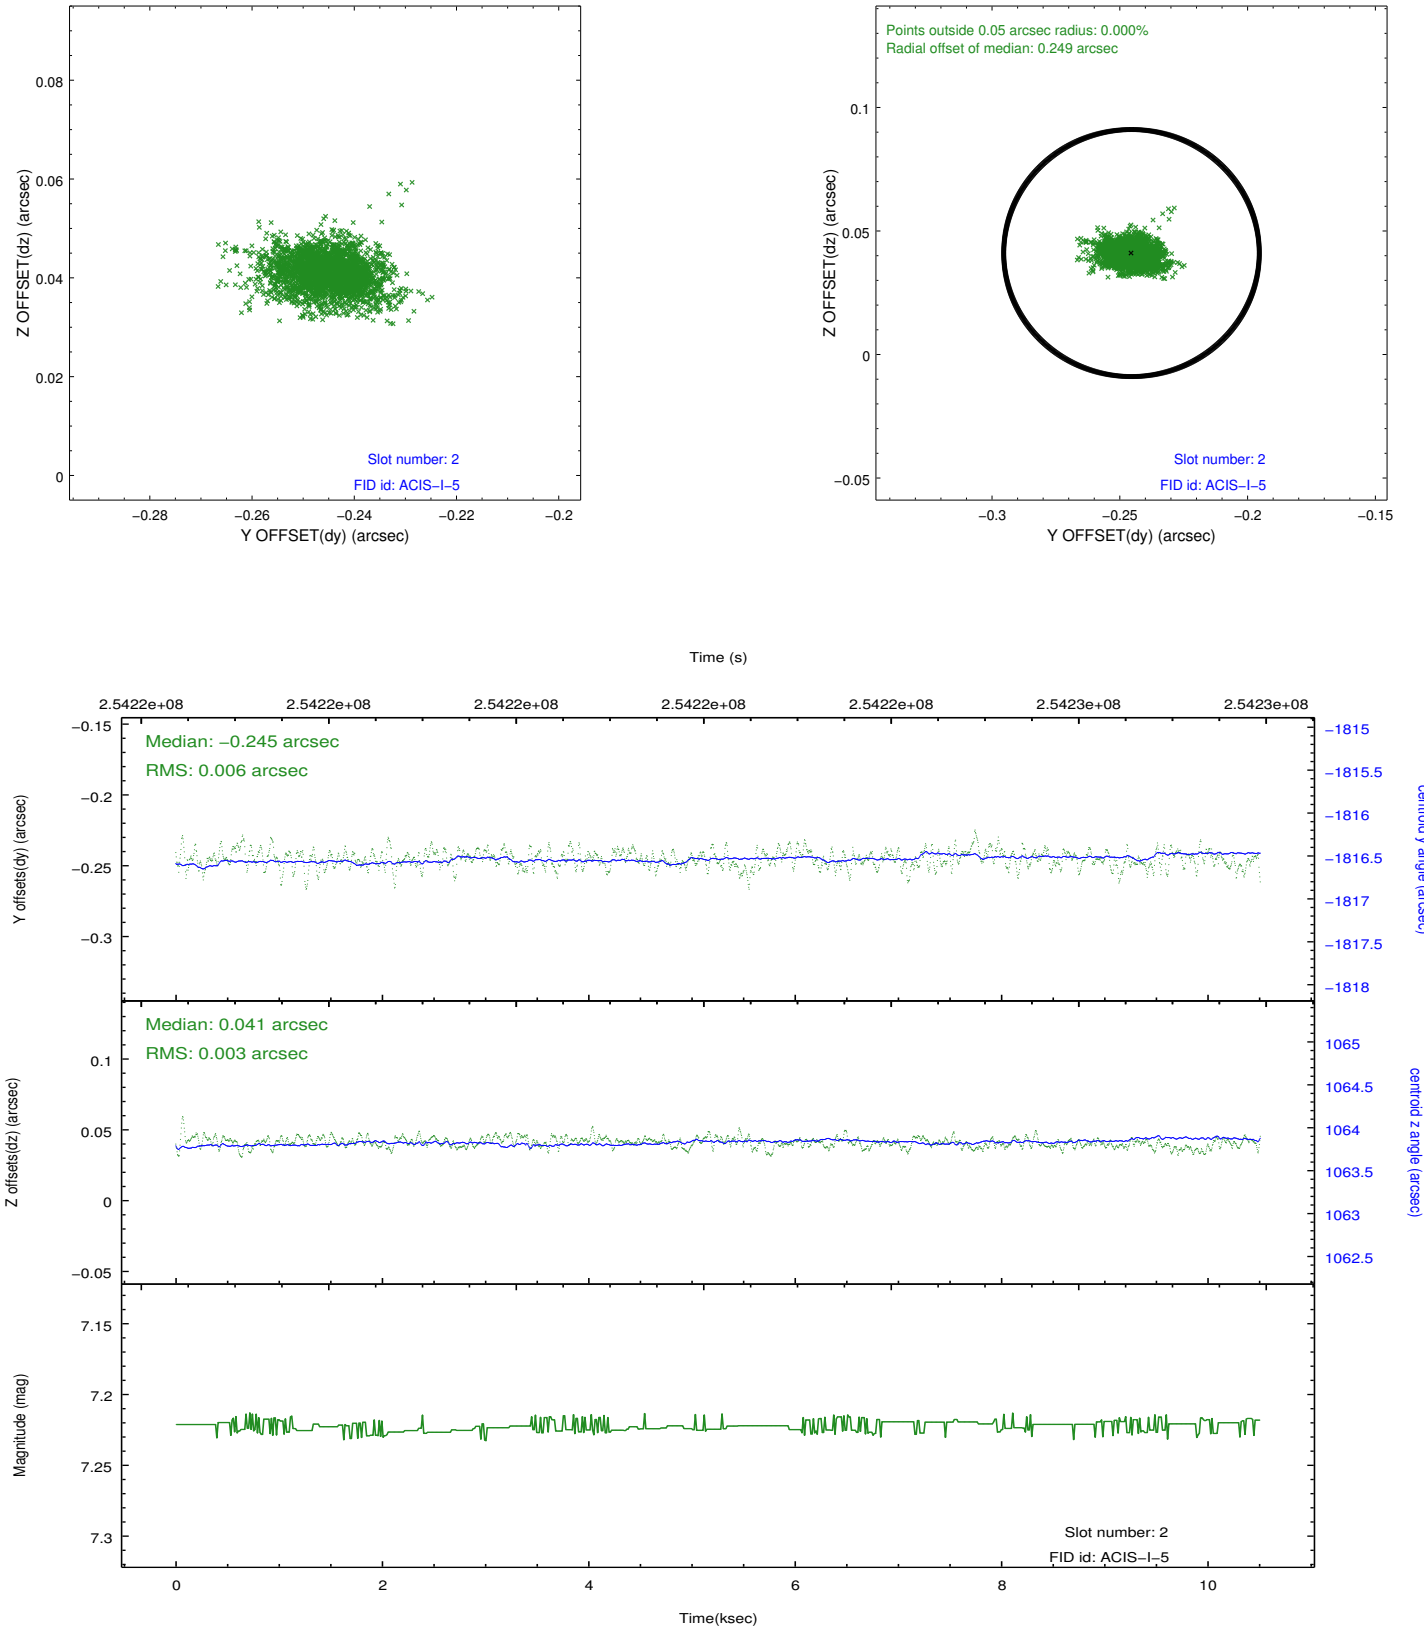 0.08
0.06
0.04
0.02
0
Z OFFSET(dz) (arcsec)
Slot number: 2
FID id: ACIS−I−5
−0.28
−0.26
−0.24
−0.22
−0.2
Y OFFSET(dy) (arcsec)
Points outside 0.05 arcsec radius: 0.000%
Radial offset of median: 0.249 arcsec
0.1
0.05
0
−0.05
Z OFFSET(dz) (arcsec)
Slot number: 2
FID id: ACIS−I−5
−0.3
−0.25
−0.2
−0.15
Y OFFSET(dy) (arcsec)
Time (s)
2.5422e+08
2.5422e+08
2.5422e+08
2.5422e+08
2.5422e+08
2.5423e+08
2.5423e+08
Median: −0.245 arcsec
RMS: 0.006 arcsec
−0.15
−0.2
−0.25
−0.3
Y offsets(dy) (arcsec)
−1815
−1815.5
−1816
−1816.5
−1817
−1817.5
−1818
centroid y angle (arcsec)
Median: 0.041 arcsec
RMS: 0.003 arcsec
0.1
0.05
0
−0.05
Z offsets(dz) (arcsec)
1065
1064.5
1064
1063.5
1063
1062.5
centroid z angle (arcsec)
7.15
7.2
7.25
7.3
Magnitude (mag)
Slot number: 2
FID id: ACIS−I−5
0
2
4
6
8
10
Time(ksec)